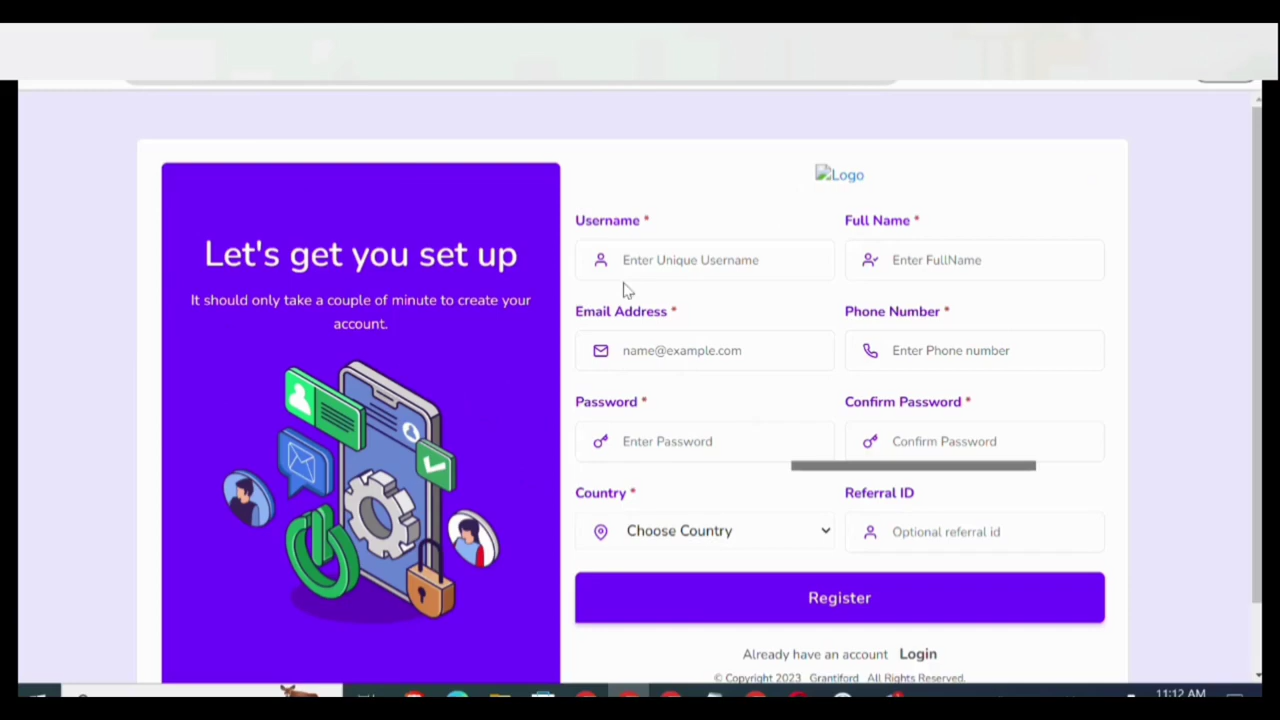 Logo
Let's get you set up
It should only take a couple of minute to create your
account.
Username *
Full Name *
Enter Unique Username
Enter FullName
Email Address *
Phone Number *
name@example.com
Enter Phone number
Password *
Confirm Password *
Enter Password
Confirm Password
Country *
Referral ID
Choose Country
Optional referral id
Register
Already have an account Login
© Copyright 2023 Grantiford All Rights Reserved.
11:12 AM